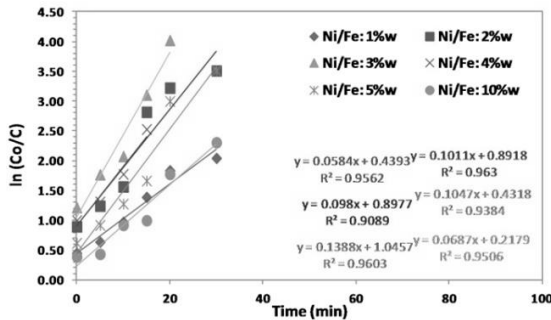 4.50
4.00
3.50
3.00
2.50
2.00
1.50
1.00
0.50
0.00
ln (Co/C)
Ni/Fe: 1%w
Ni/Fe: 2%w
Ni/Fe: 3%w
Ni/Fe: 4%w
Ni/Fe: 5%w
Ni/Fe: 10%w
y = 0.0584x + 0.4393
R² = 0.9562
y = 0.1011x + 0.8918
R² = 0.963
y = 0.098x + 0.8977
R² = 0.9089
y = 0.1047x + 0.4318
R² = 0.9384
y = 0.1388x + 1.0457
R² = 0.9603
y = 0.0687x + 0.2179
R² = 0.9506
0 20 40 60 80 100
Time (min)